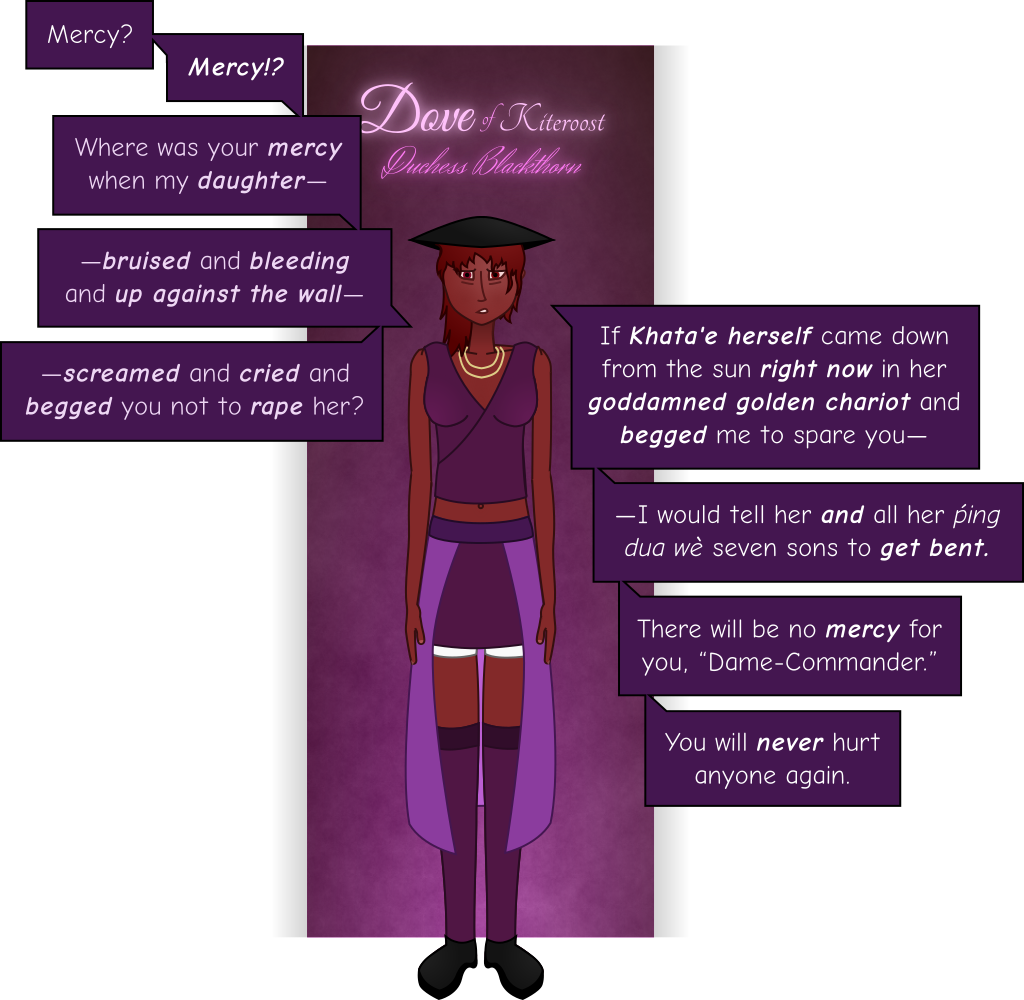 Mercy?
Mercy!?
Dove of Kiteroost
Duchess Blackthorn
Where was your mercy
when my daughter—
—bruised and bleeding
and up against the wall—
—screamed and cried and
begged you not to rape her?
If Khata'e herself came down
from the sun right now in her
goddamned golden chariot and
begged me to spare you—
—I would tell her and all her ṕing
dua wè seven sons to get bent.
There will be no mercy for
you, “Dame-Commander.”
You will never hurt
anyone again.